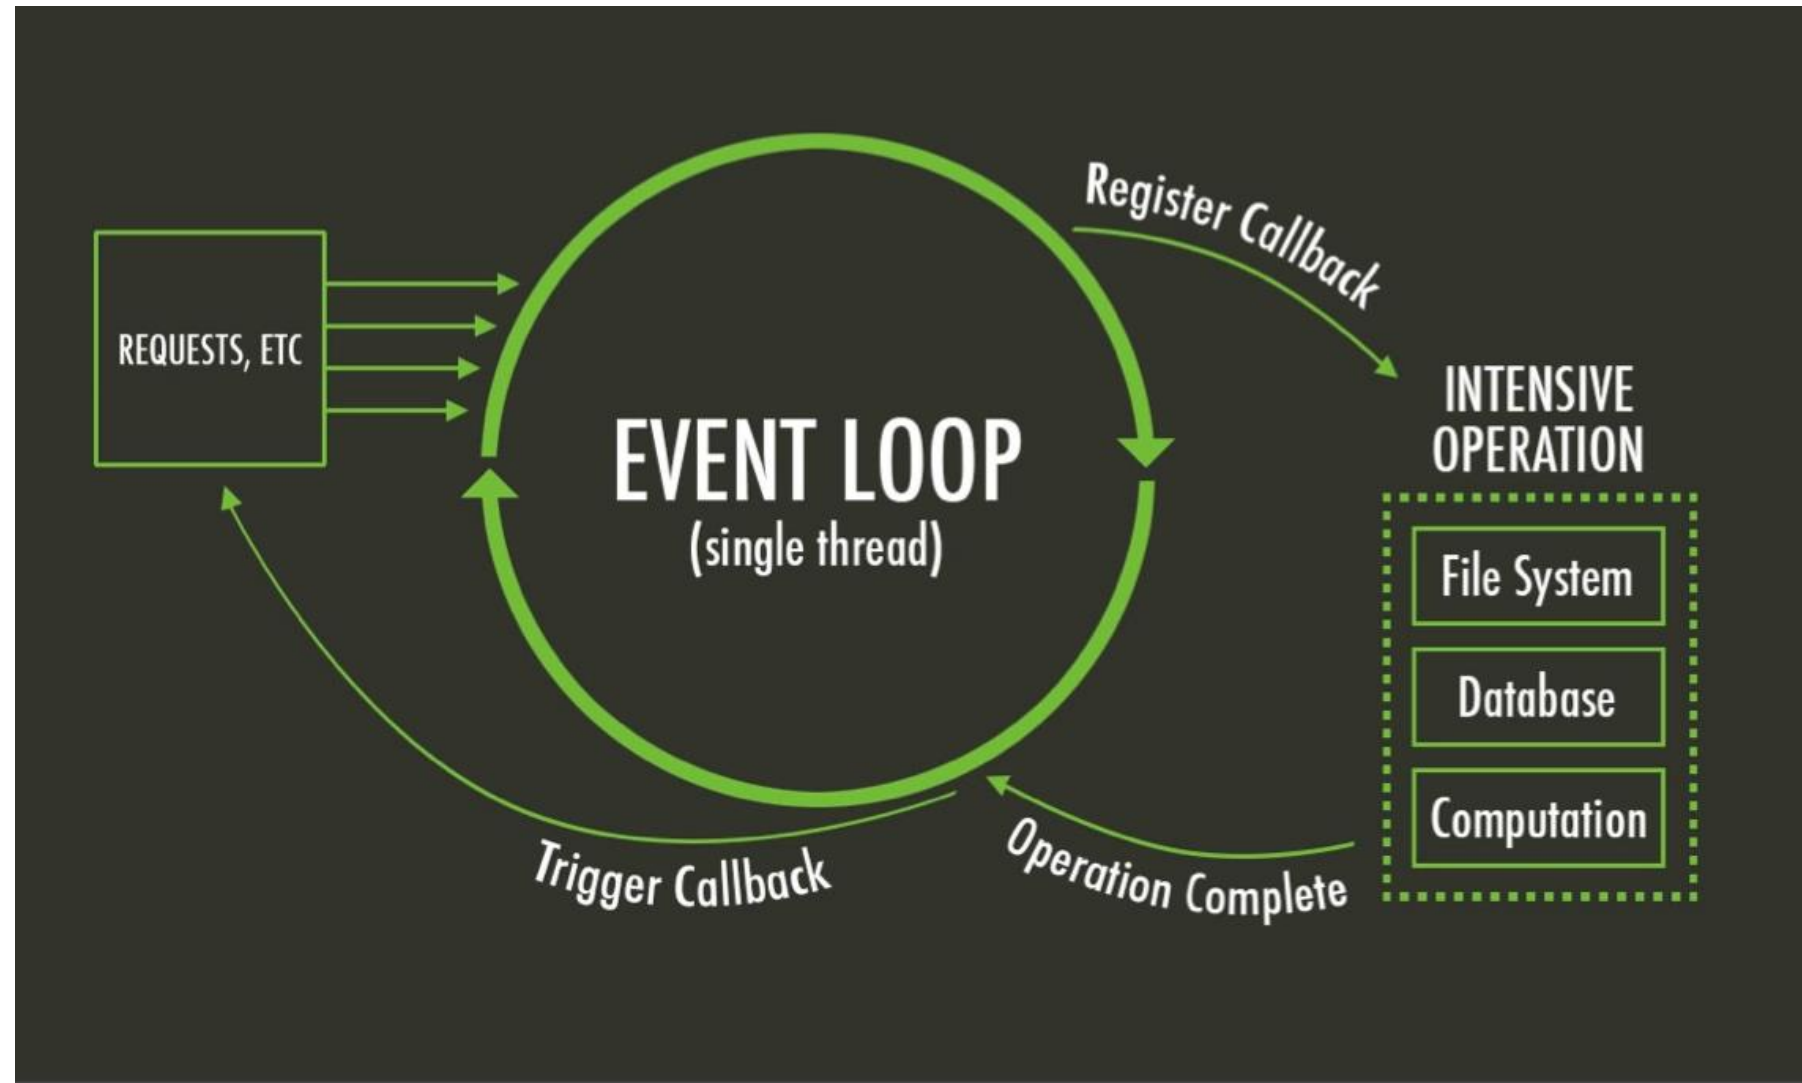 REQUESTS, ETC
EVENT LOOP
(single thread)
Register Callback
INTENSIVE
OPERATION
File System
Database
Computation
Operation Complete
Trigger Callback